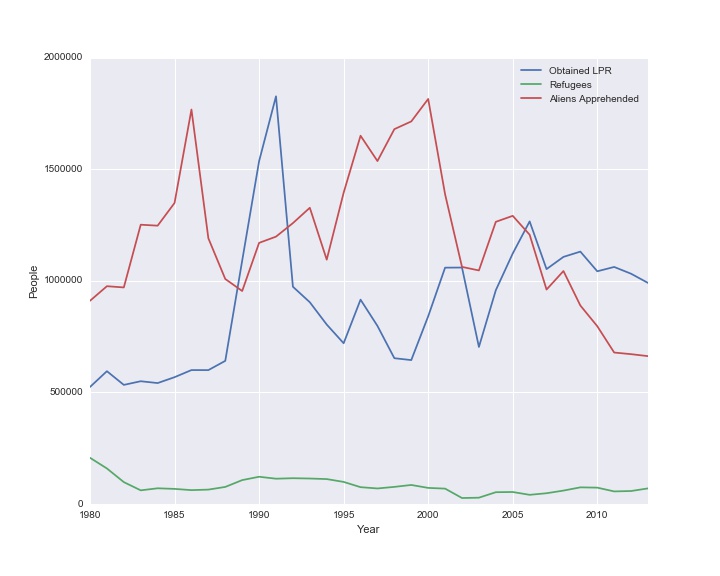 2000000
1500000
1000000
500000
0
People
Obtained LPR
Refugees
Aliens Apprehended
1980 1985 1990 1995 2000 2005 2010
Year